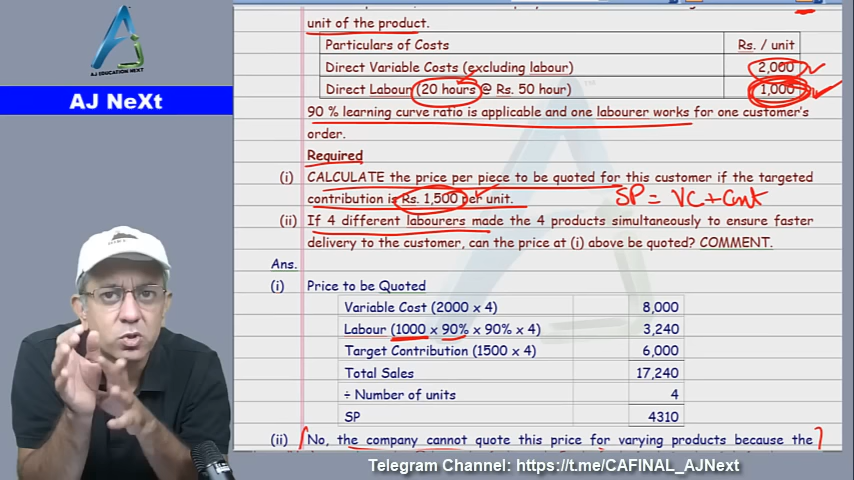 unit of the product.
Particulars of Costs Rs. / unit
Direct Variable Costs (excluding labour) 2,000
Direct Labour (20 hours @ Rs. 50 hour) 1,000
90 % learning curve ratio is applicable and one labourer works for one customer's
order.
Required
(i) CALCULATE the price per piece to be quoted for this customer if the targeted
contribution is Rs. 1,500 per unit.
SP = VC + Cont
(ii) If 4 different labourers made the 4 products simultaneously to ensure faster
delivery to the customer, can the price at (i) above be quoted? COMMENT.
Ans.
(i) Price to be Quoted
Variable Cost (2000 x 4) 8,000
Labour (1000 x 90% x 90% x 4) 3,240
Target Contribution (1500 x 4) 6,000
Total Sales 17,240
÷ Number of units 4
SP 4310
(ii) No, the company cannot quote this price for varying products because the
AJ EDUCATION NEXT
AJ NeXt
Telegram Channel: https://t.me/CAFINAL_AJNext